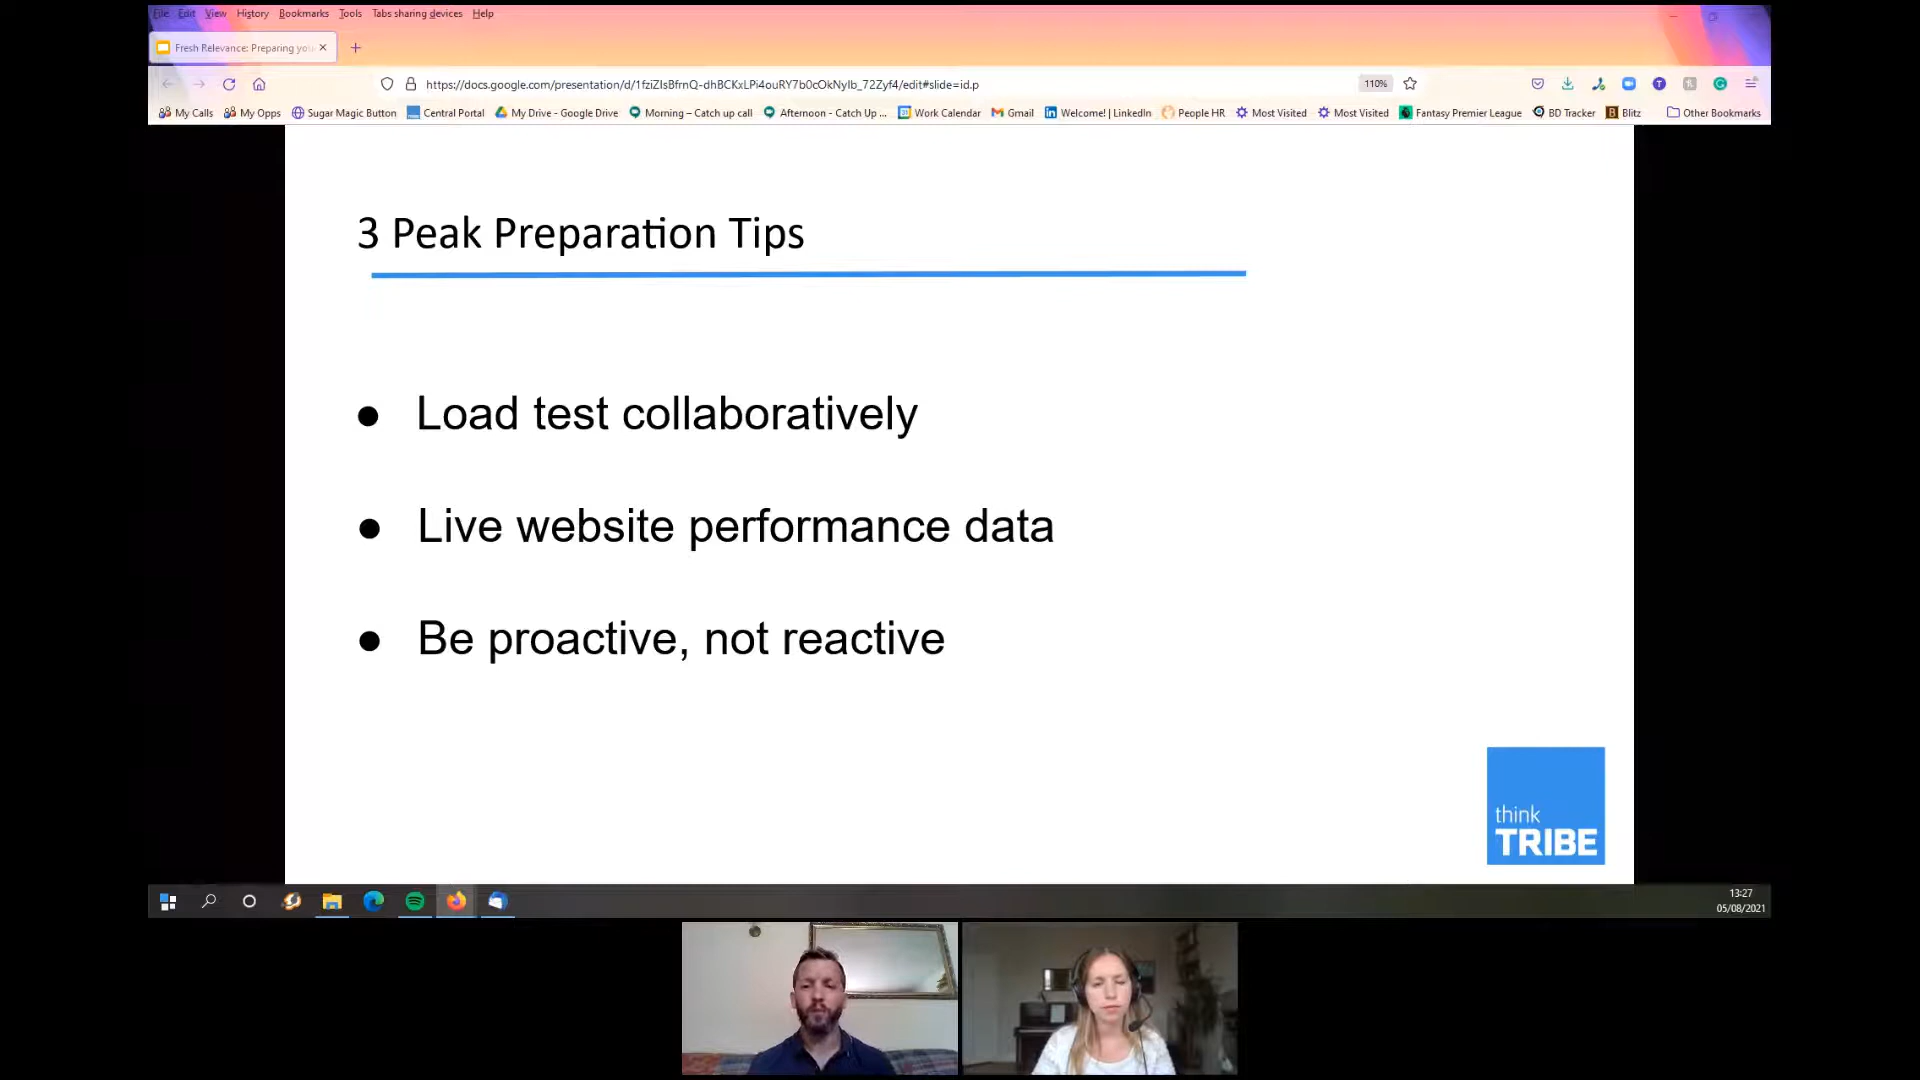 File Edit View History Bookmarks Tools Tabs sharing devices Help
Fresh Relevance: Preparing you
https://docs.google.com/presentation/d/1fziZIsBfrnQ-dhBCKxLPi4ouRY7b0cOkNyIb_72Zyf4/edit#slide=id.p
110%
My Calls My Opps Sugar Magic Button Central Portal My Drive - Google Drive Morning – Catch up call Afternoon - Catch Up ... Work Calendar Gmail Welcome! | LinkedIn People HR Most Visited Most Visited Fantasy Premier League BD Tracker Blitz Other Bookmarks
3 Peak Preparation Tips
● Load test collaboratively
● Live website performance data
● Be proactive, not reactive
think
TRIBE
13:27
05/08/2021